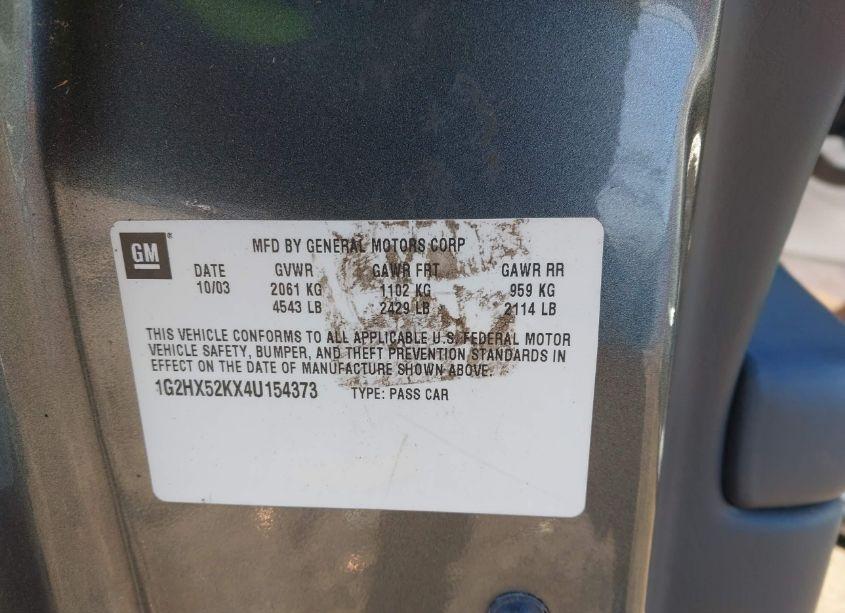 GM
MFD BY GENERAL MOTORS CORP
DATE GVWR GAWR FRT GAWR RR
10/03 2061 KG 1102 KG 959 KG
4543 LB 2429 LB 2114 LB
THIS VEHICLE CONFORMS TO ALL APPLICABLE U.S. FEDERAL MOTOR
VEHICLE SAFETY, BUMPER, AND THEFT PREVENTION STANDARDS IN
EFFECT ON THE DATE OF MANUFACTURE SHOWN ABOVE.
1G2HX52KX4U154373 TYPE: PASS CAR